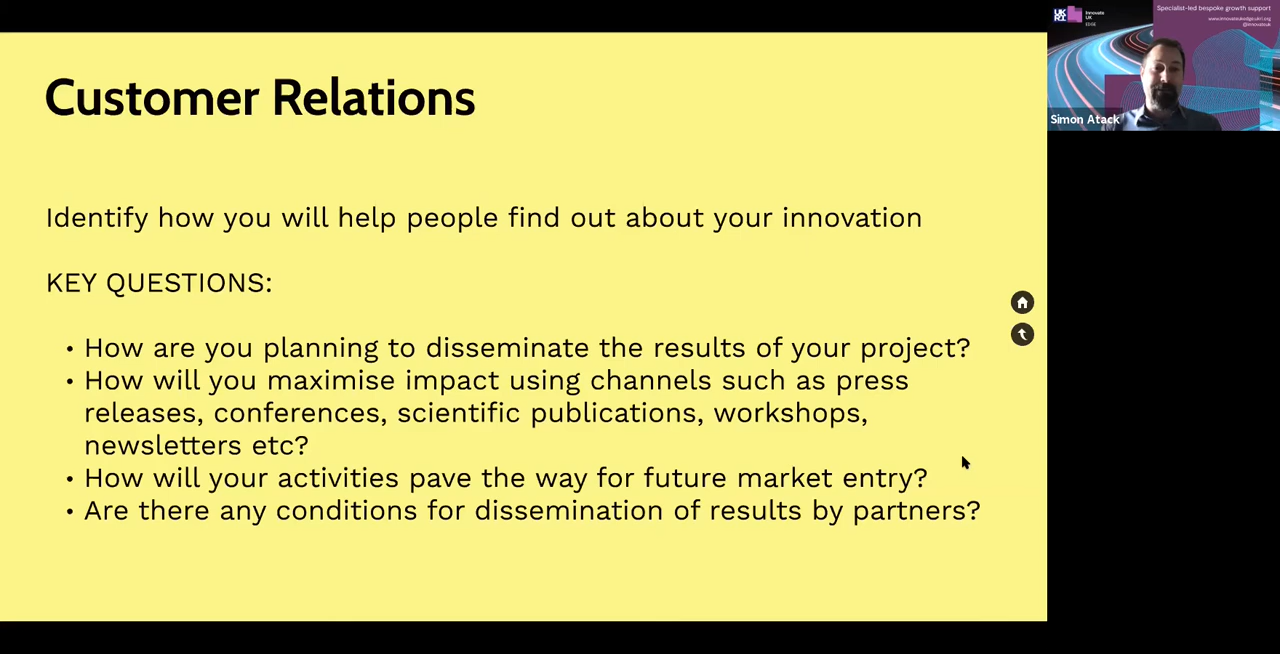 Customer Relations
Identify how you will help people find out about your innovation
KEY QUESTIONS:
• How are you planning to disseminate the results of your project?
• How will you maximise impact using channels such as press
releases, conferences, scientific publications, workshops,
newsletters etc?
• How will your activities pave the way for future market entry?
• Are there any conditions for dissemination of results by partners?
UKRI
Innovate
UK
EDGE
Specialist-led bespoke growth support
www.innovateukedge.ukri.org
@innovateuk
Simon Atack